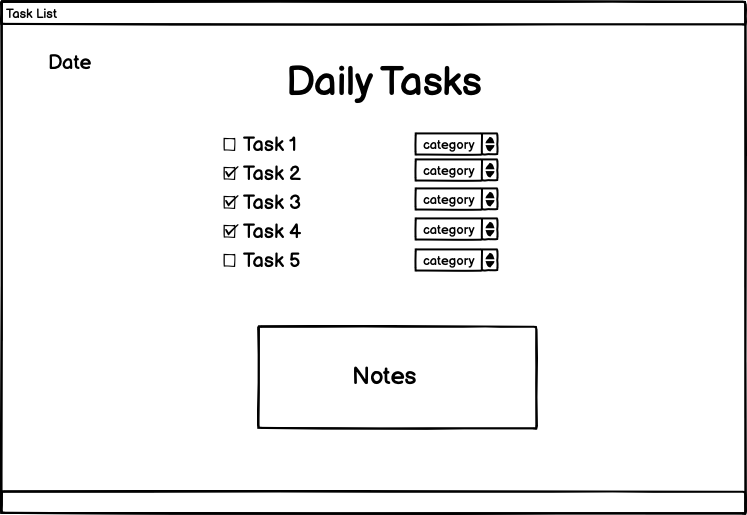 Task List
Date
Daily Tasks
Task 1 category
Task 2 category
Task 3 category
Task 4 category
Task 5 category
Notes